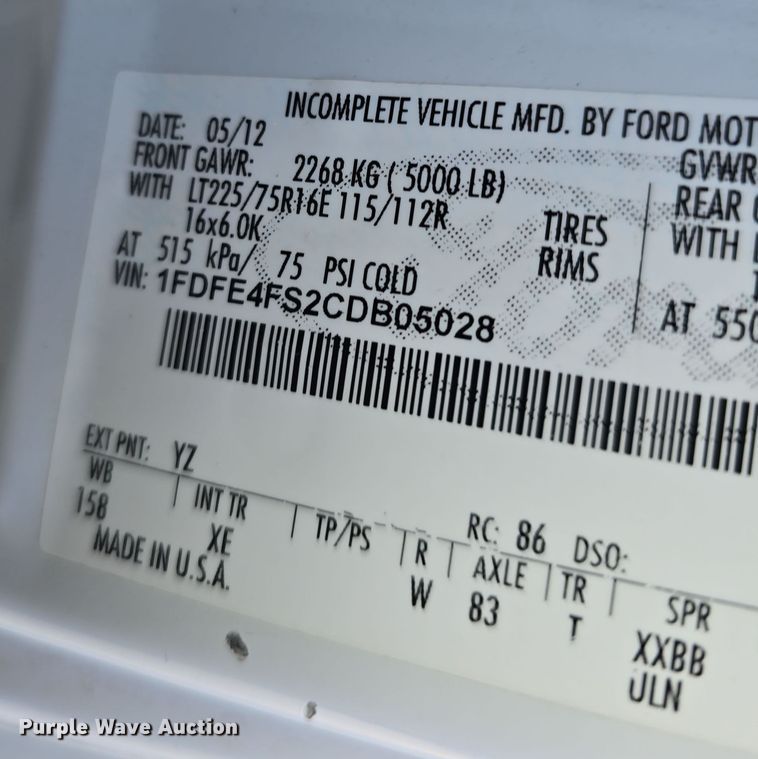 INCOMPLETE VEHICLE MFD. BY FORD MOT
DATE: 05/12
GVWR
FRONT GAWR: 2268 KG ( 5000 LB)
REAR
WITH LT225/75R16E 115/112R TIRES
WITH
16x6.0K RIMS
AT 515 kPa/ 75 PSI COLD
AT 550
VIN: 1FDFE4FS2CDB05028
EXT PNT: YZ
RC: 86 DSO:
WB | INT TR | TP/PS | R | AXLE | TR | SPR
158 XE W 83 T XXBB
ULN
MADE IN U.S.A.
Purple Wave Auction